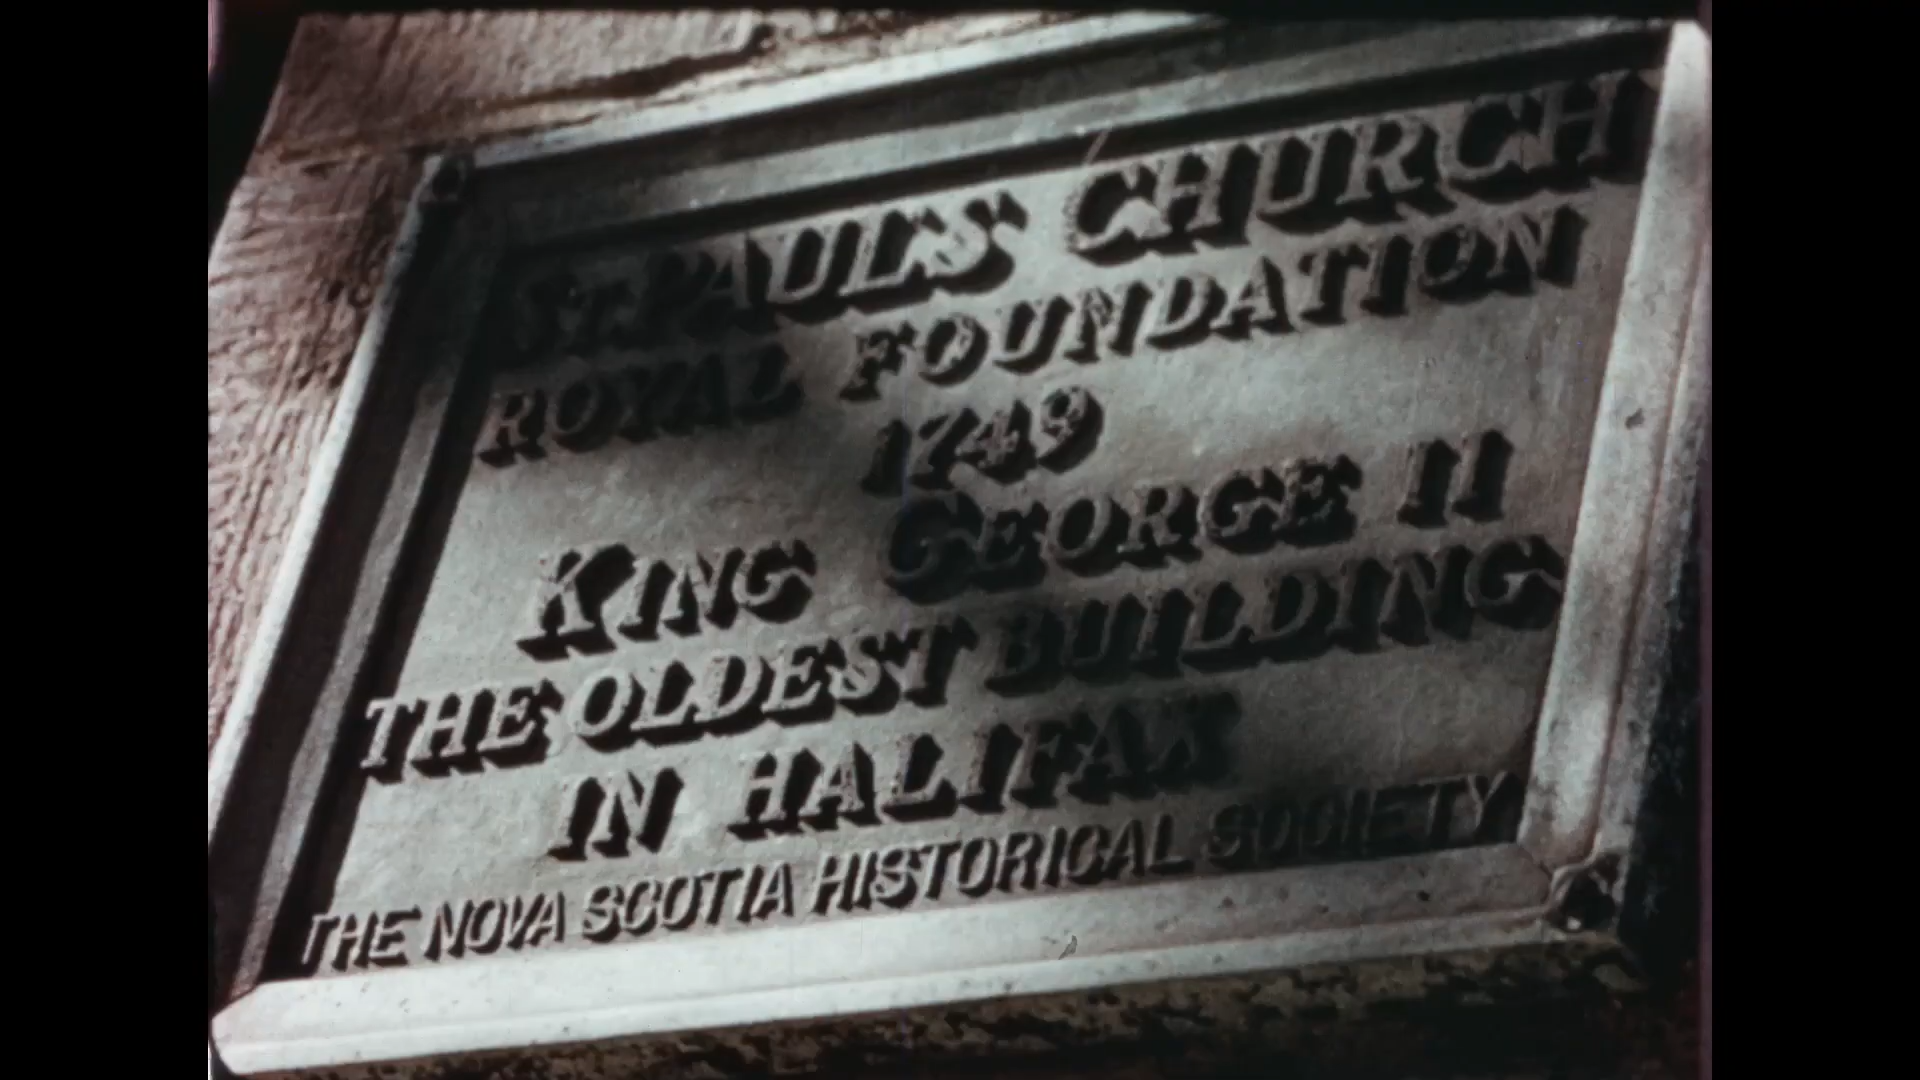 ST. PAUL'S CHURCH
ROYAL FOUNDATION
1749
KING GEORGE II
THE OLDEST BUILDING
IN HALIFAX
THE NOVA SCOTIA HISTORICAL SOCIETY